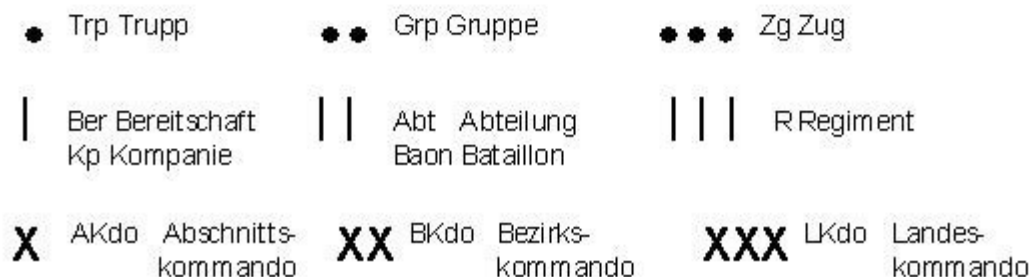 Trp Trupp
Grp Gruppe
Zg Zug
Ber Bereitschaft
Kp Kompanie
Abt Abteilung
Baon Bataillon
R Regiment
X AKdo Abschnitts-
kommando
XX BKdo Bezirks-
kommando
XXX LKdo Landes-
kommando